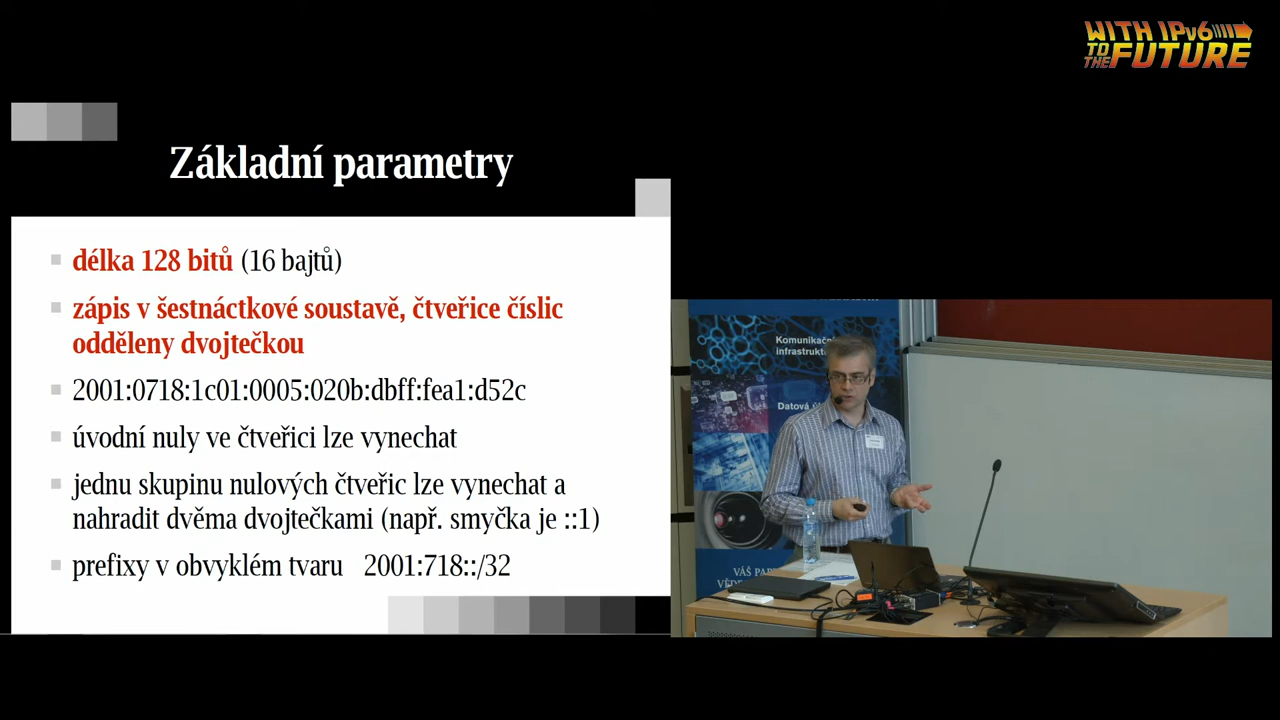 WITH IPv6
TO THE FUTURE
Základní parametry
délka 128 bitů (16 bajtů)
zápis v šestnáctkové soustavě, čtveřice číslic
odděleny dvojtečkou
2001:0718:1c01:0005:020b:dbff:fea1:d52c
úvodní nuly ve čtveřici lze vynechat
jednu skupinu nulových čtveřic lze vynechat a
nahradit dvěma dvojtečkami (např. smyčka je ::1)
prefixy v obvyklém tvaru 2001:718::/32
Datová
VÁŠ